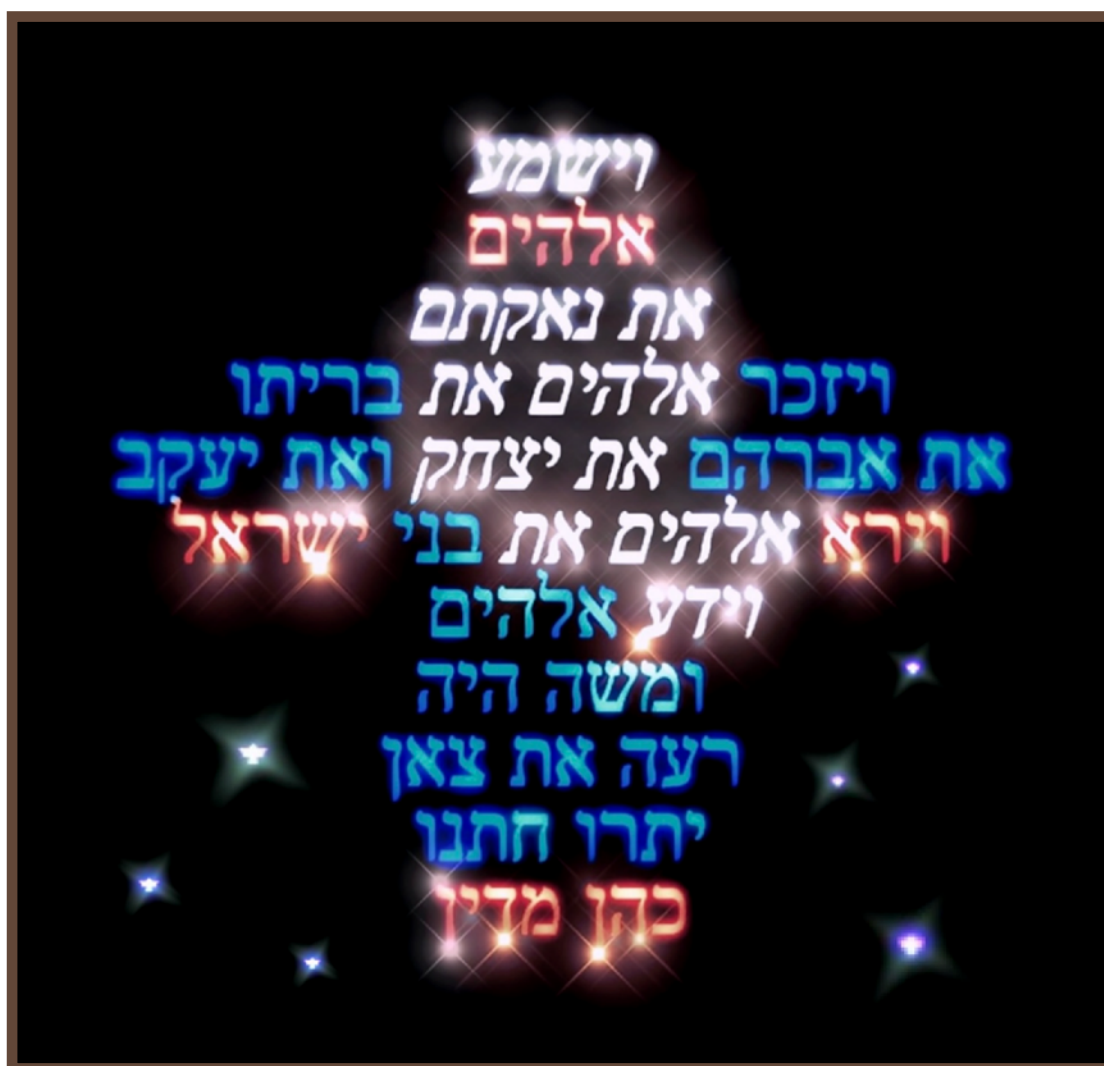 וישמע
אלהים
את נאקתם
ויזכר אלהים את בריתו
את אברהם את יצחק ואת יעקב
וירא אלהים את בני ישראל
וידע אלהים
ומשה היה
רעה את צאן
יתרו חתנו
כהן מדין